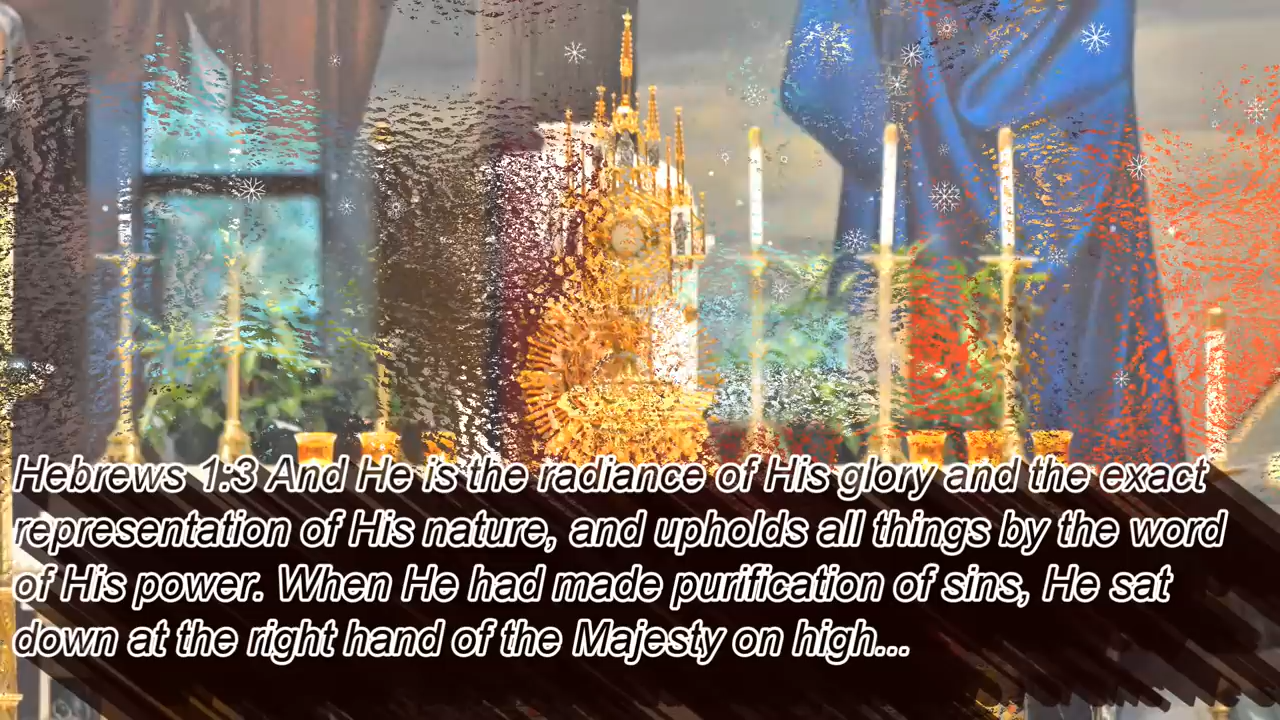 Hebrews 1:3 And He is the radiance of His glory and the exact
representation of His nature, and upholds all things by the word
of His power. When He had made purification of sins, He sat
down at the right hand of the Majesty on high...